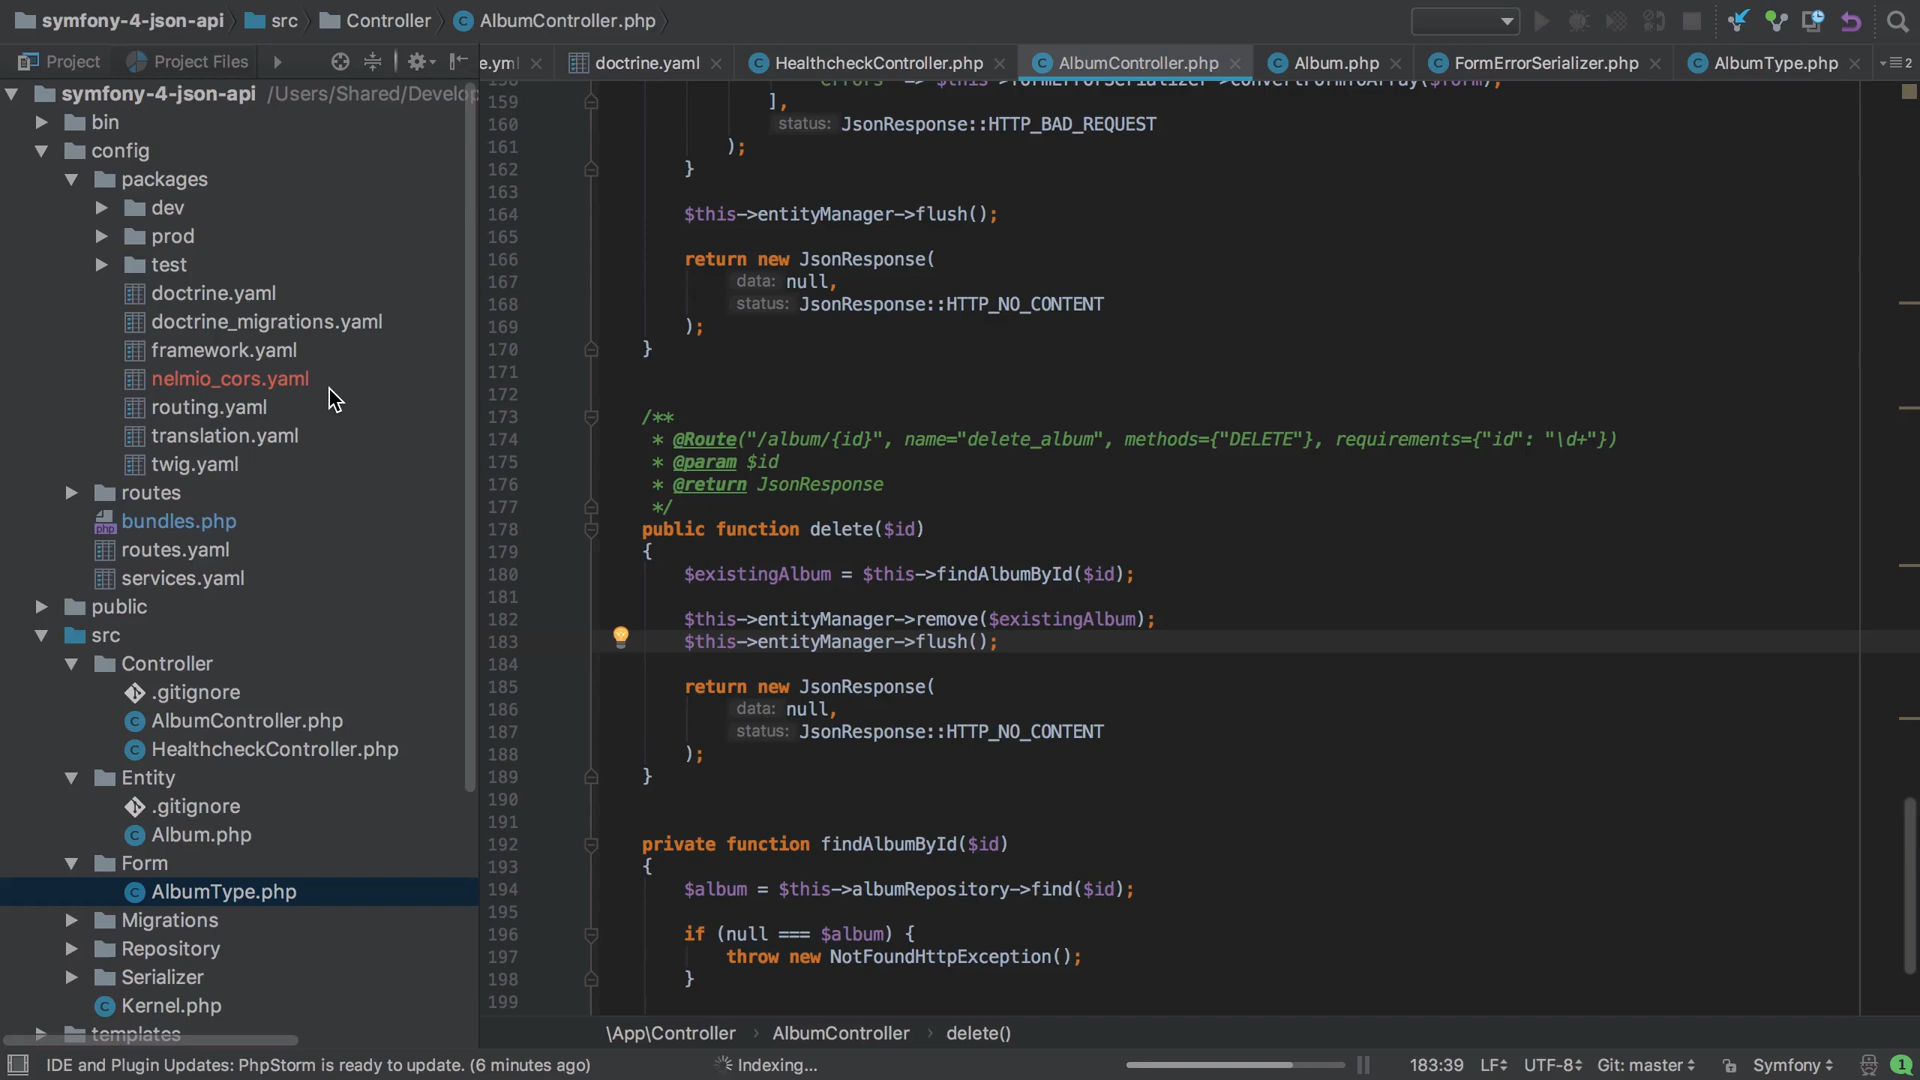 symfony-4-json-api src Controller AlbumController.php
Project Project Files
e.yml doctrine.yaml HealthcheckController.php AlbumController.php Album.php FormErrorSerializer.php AlbumType.php 2
symfony-4-json-api /Users/Shared/Develop
bin
config
packages
dev
prod
test
doctrine.yaml
doctrine_migrations.yaml
framework.yaml
nelmio_cors.yaml
routing.yaml
translation.yaml
twig.yaml
routes
bundles.php
routes.yaml
services.yaml
public
src
Controller
.gitignore
AlbumController.php
HealthcheckController.php
Entity
.gitignore
Album.php
Form
AlbumType.php
Migrations
Repository
Serializer
Kernel.php
templates
159 ],
160 status: JsonResponse::HTTP_BAD_REQUEST
161 );
162 }
163
164 $this->entityManager->flush();
165
166 return new JsonResponse(
167 data: null,
168 status: JsonResponse::HTTP_NO_CONTENT
169 );
170 }
171
172
173 /**
174 * @Route("/album/{id}", name="delete_album", methods={"DELETE"}, requirements={"id": "\d+"})
175 * @param $id
176 * @return JsonResponse
177 */
178 public function delete($id)
179 {
180 $existingAlbum = $this->findAlbumById($id);
181
182 $this->entityManager->remove($existingAlbum);
183 $this->entityManager->flush();
184
185 return new JsonResponse(
186 data: null,
187 status: JsonResponse::HTTP_NO_CONTENT
188 );
189 }
190
191
192 private function findAlbumById($id)
193 {
194 $album = $this->albumRepository->find($id);
195
196 if (null === $album) {
197 throw new NotFoundHttpException();
198 }
199
\App\Controller AlbumController delete()
IDE and Plugin Updates: PhpStorm is ready to update. (6 minutes ago) Indexing... 183:39 LF UTF-8 Git: master Symfony 1